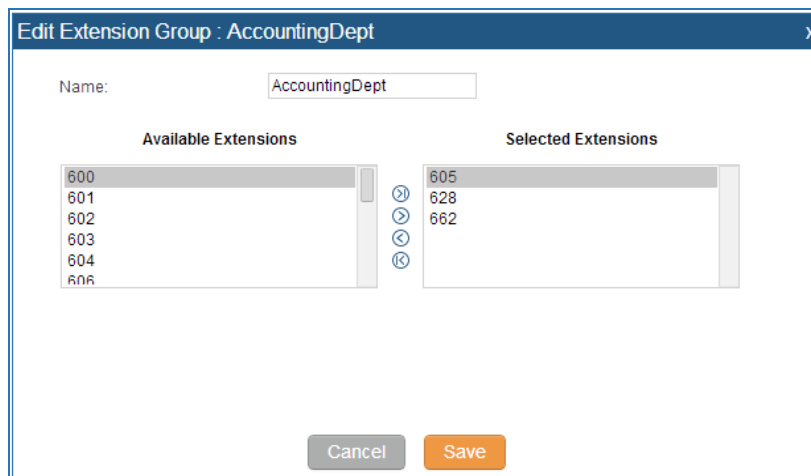 Edit Extension Group : AccountingDept x
Name: AccountingDept
Available Extensions Selected Extensions
600 605
601 628
602 662
603
604
606
Cancel Save